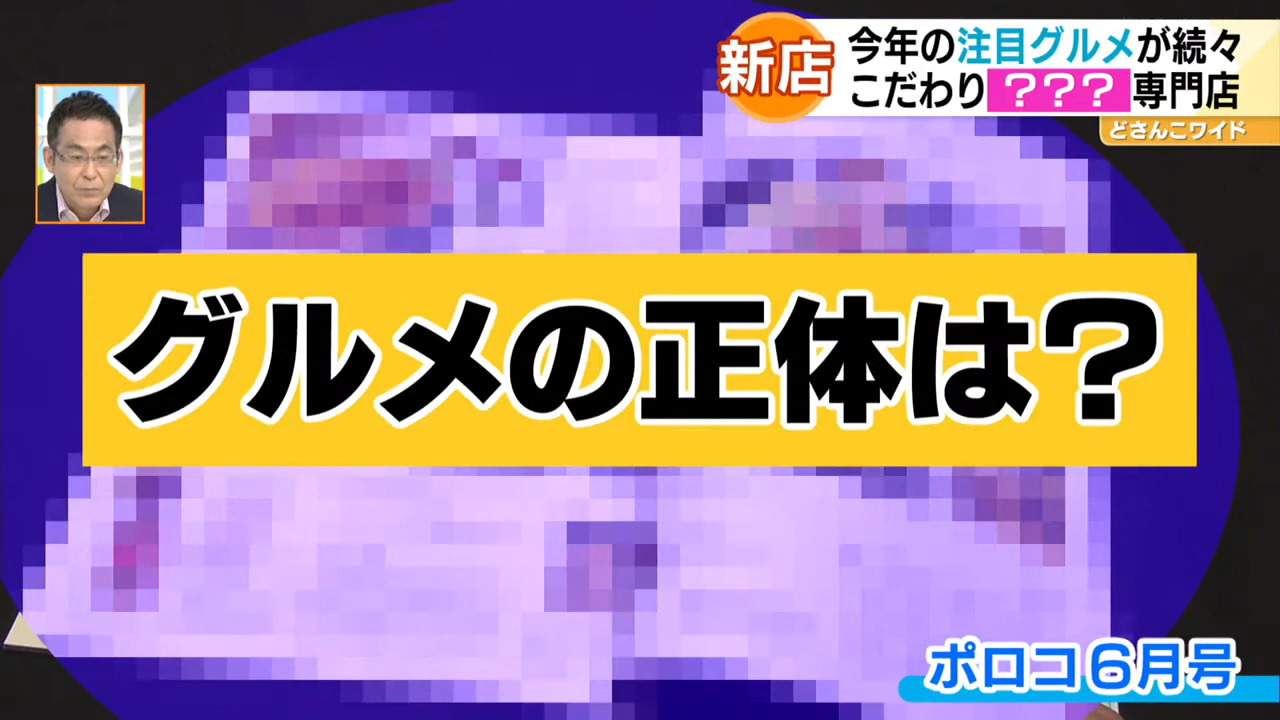 新店
今年の注目グルメが続々
こだわり???専門店
どさんこワイド
グルメの正体は?
ポロコ6月号